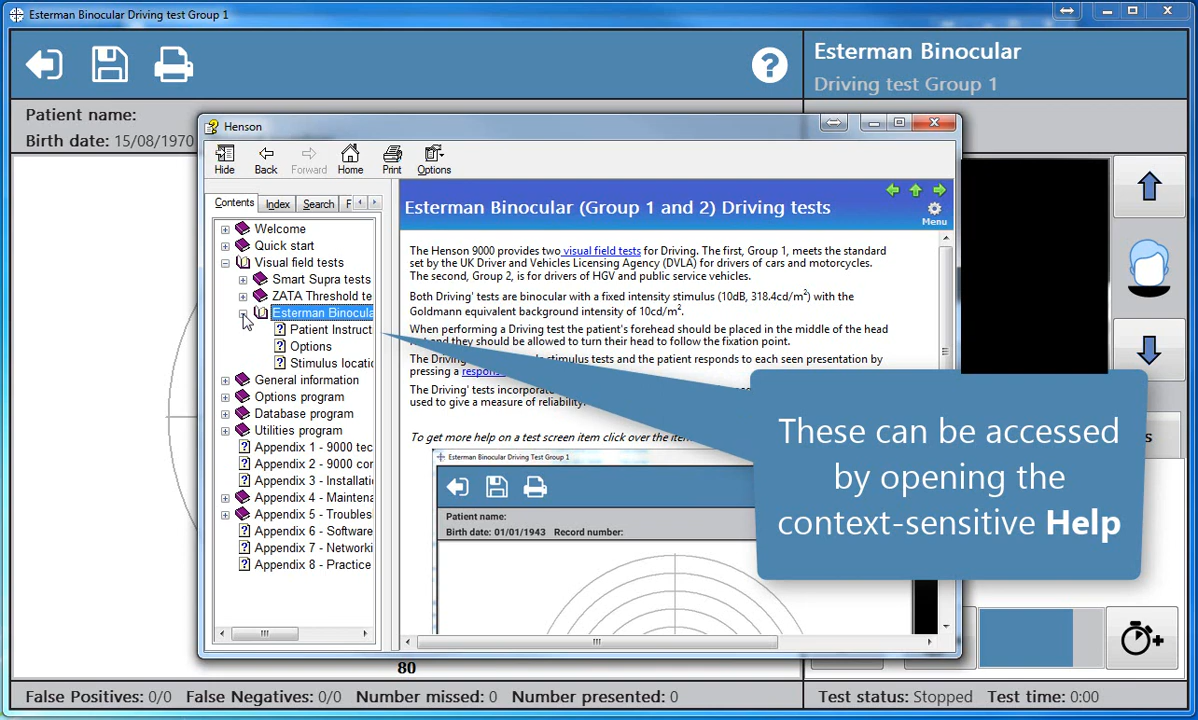 Esterman Binocular Driving test Group 1
Esterman Binocular
Driving test Group 1
Patient name:
Birth date: 15/08/1970
Henson
Hide Back Forward Home Print Options
Contents Index Search F
Welcome
Quick start
Visual field tests
Smart Supra tests
ZATA Threshold te
Esterman Binocula
Patient Instruct
Options
Stimulus locati
General information
Options program
Database program
Utilities program
Appendix 1 - 9000 tec
Appendix 2 - 9000 cor
Appendix 3 - Installati
Appendix 4 - Maintena
Appendix 5 - Troubles
Appendix 6 - Software
Appendix 7 - Networki
Appendix 8 - Practice
Esterman Binocular (Group 1 and 2) Driving tests
Menu
The Henson 9000 provides two visual field tests for Driving. The first, Group 1, meets the standard
set by the UK Driver and Vehicles Licensing Agency (DVLA) for drivers of cars and motorcycles.
The second, Group 2, is for drivers of HGV and public service vehicles.
Both Driving' tests are binocular with a fixed intensity stimulus (10dB, 318.4cd/m²) with the
Goldmann equivalent background intensity of 10cd/m².
When performing a Driving test the patient's forehead should be placed in the middle of the head
and they should be allowed to turn their head to follow the fixation point.
The Driving' stimulus tests and the patient responds to each seen presentation by
pressing a respons
The Driving' tests incorporat
used to give a measure of reliability.
To get more help on a test screen item click over the item
Esterman Binocular Driving Test Group 1
Patient name:
Birth date: 01/01/1943 Record number:
These can be accessed
by opening the
context-sensitive Help
s
80
False Positives: 0/0 False Negatives: 0/0 Number missed: 0 Number presented: 0
Test status: Stopped Test time: 0:00